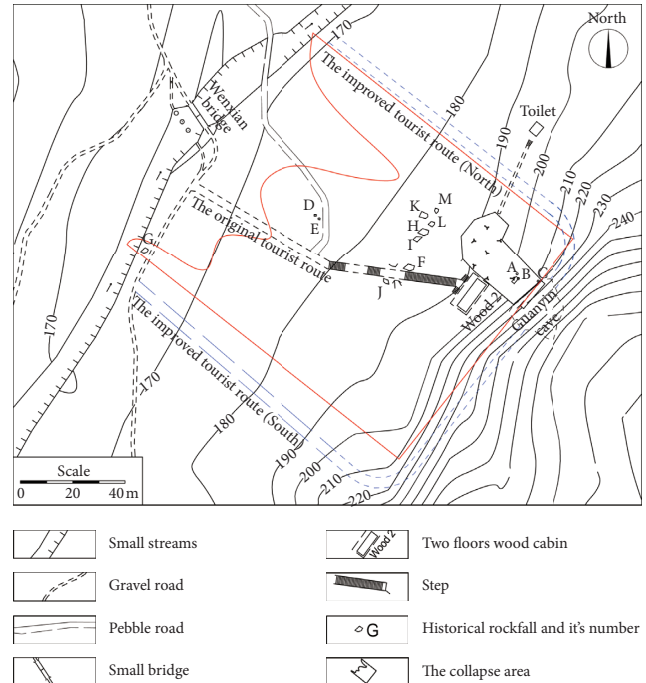 North
170
The improved tourist route (North)
Wenxian
bridge
180
Toilet
190
200
210
220
230
240
K
M
D
E
H
L
I
The original tourist route
G
F
A
B
C
J
Wood 2
Guanyin
cave
170
170
The improved tourist route (South)
180
190
200
210
220
Scale
0 20 40 m
Small streams
Two floors wood cabin
Wood 2
Gravel road
Step
Pebble road
G
Historical rockfall and it's number
Small bridge
The collapse area